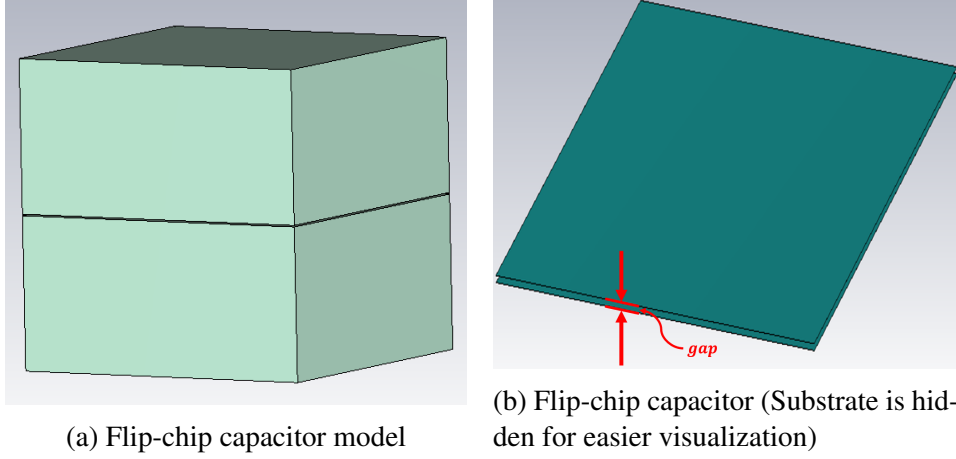 gap
(a) Flip-chip capacitor model
(b) Flip-chip capacitor (Substrate is hid-
den for easier visualization)